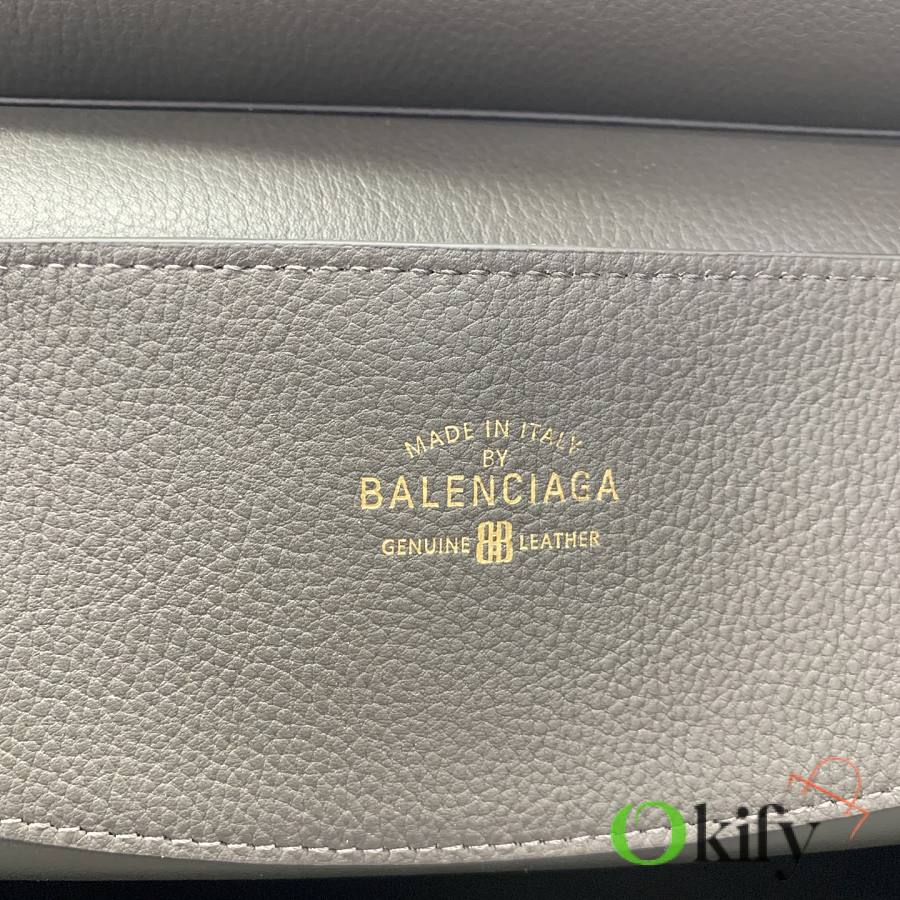 MADE IN ITALY
BY
BALENCIAGA
GENUINE BB LEATHER
Okify